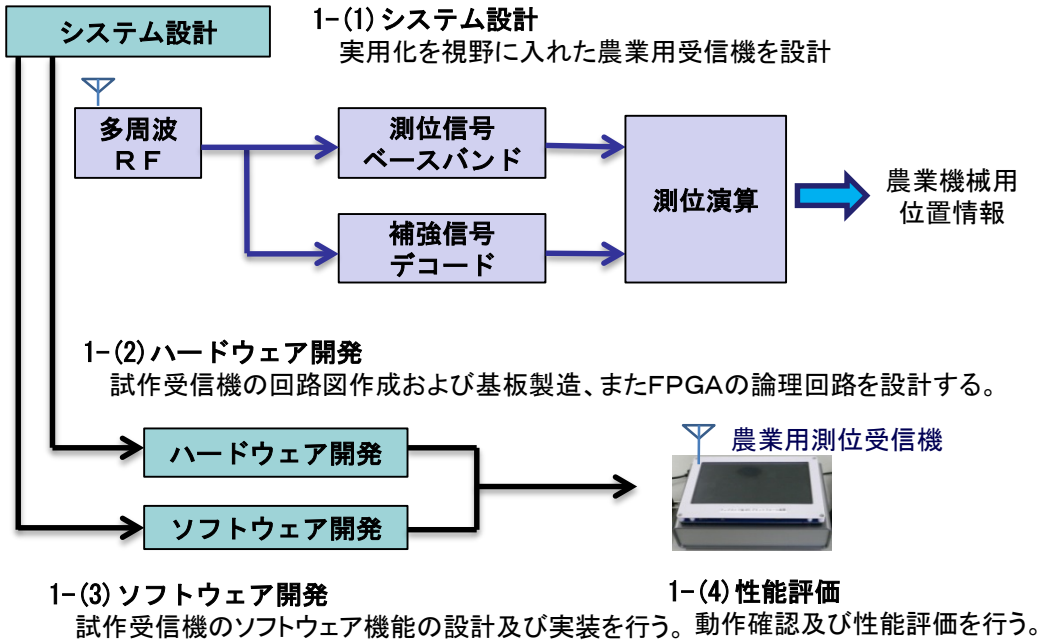 システム設計
1-(1)システム設計
実用化を視野に入れた農業用受信機を設計
多周波
RF
測位信号
ベースバンド
補強信号
デコード
測位演算
農業機械用
位置情報
1-(2)ハードウェア開発
試作受信機の回路図作成および基板製造、またFPGAの論理回路を設計する。
ハードウェア開発
ソフトウェア開発
農業用測位受信機
1-(3)ソフトウェア開発
試作受信機のソフトウェア機能の設計及び実装を行う。
1-(4)性能評価
動作確認及び性能評価を行う。